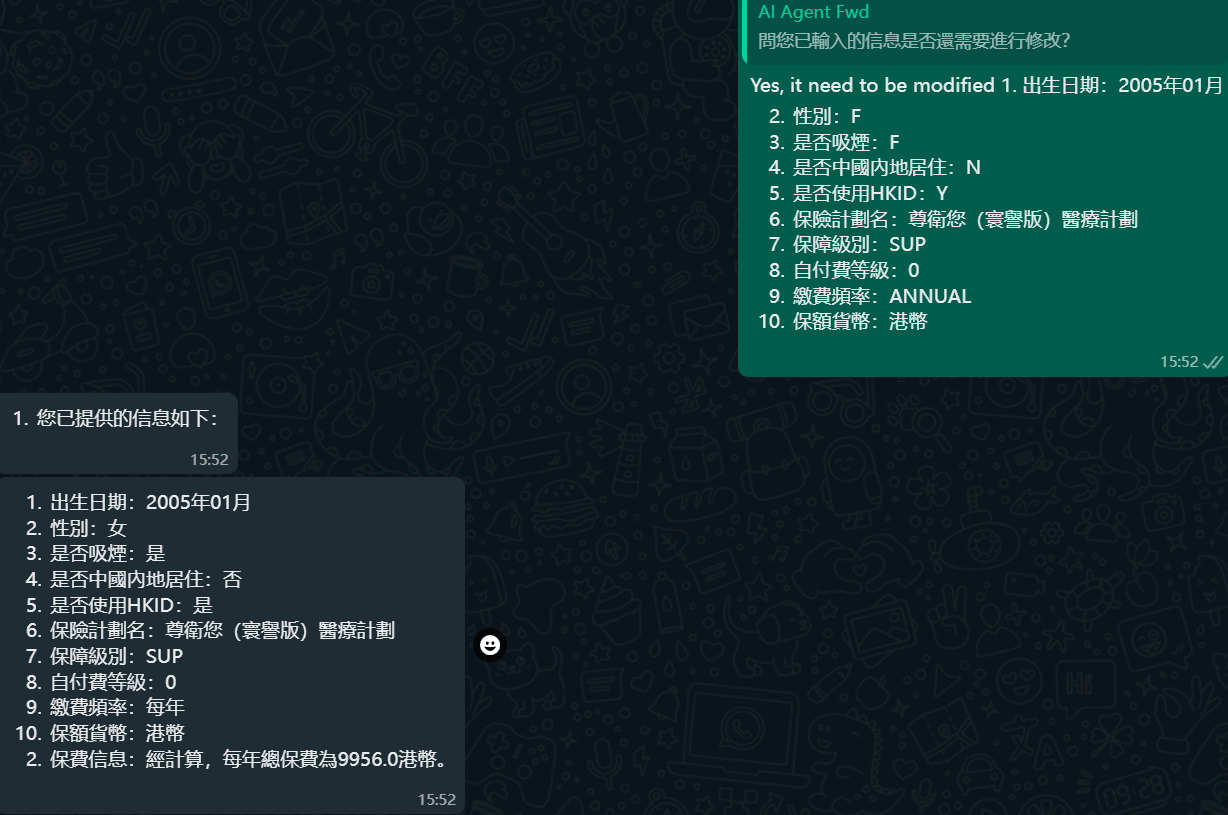 AI Agent Fwd
問您已輸入的信息是否還需要進行修改?
Yes, it need to be modified 1. 出生日期：2005年01月
2. 性別：F
3. 是否吸煙：F
4. 是否中國內地居住：N
5. 是否使用HKID：Y
6. 保險計劃名：尊衛您（寰譽版）醫療計劃
7. 保障級別：SUP
8. 自付費等級：0
9. 繳費頻率：ANNUAL
10. 保額貨幣：港幣
15:52
1. 您已提供的信息如下：
15:52
1. 出生日期：2005年01月
2. 性別：女
3. 是否吸煙：是
4. 是否中國內地居住：否
5. 是否使用HKID：是
6. 保險計劃名：尊衛您（寰譽版）醫療計劃
7. 保障級別：SUP
8. 自付費等級：0
9. 繳費頻率：每年
10. 保額貨幣：港幣
2. 保費信息：經計算，每年總保費為9956.0港幣。
15:52